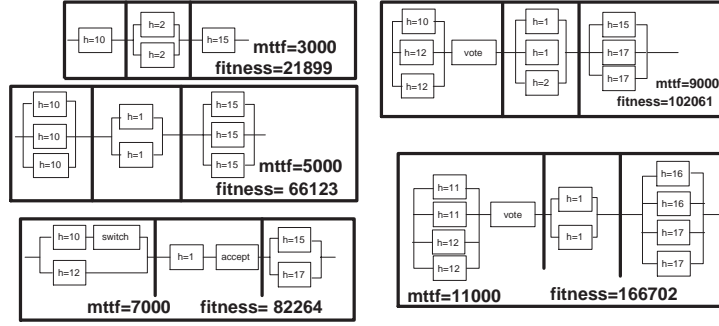 h=10
h=2
h=2
h=15
mttf=3000
fitness=21899
h=10
h=10
h=10
h=1
h=1
h=15
h=15
h=15
mttf=5000
fitness= 66123
h=10
switch
h=12
h=1
accept
h=15
h=17
mttf=7000
fitness= 82264
h=10
h=12
h=12
vote
h=1
h=1
h=2
h=15
h=17
h=17
mttf=9000
fitness=102061
h=11
h=11
h=12
h=12
vote
h=1
h=1
h=16
h=16
h=17
h=17
mttf=11000
fitness=166702